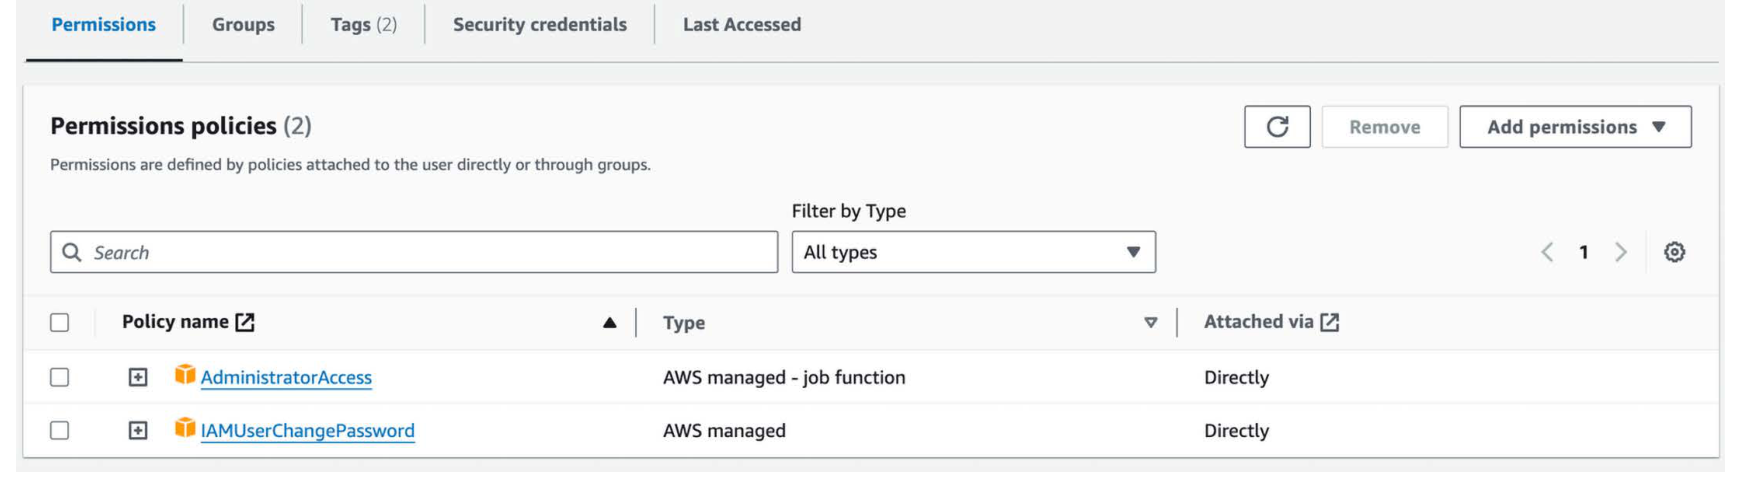 Permissions Groups Tags (2) Security credentials Last Accessed
Permissions policies (2) Remove Add permissions
Permissions are defined by policies attached to the user directly or through groups.
Filter by Type
Search All types 1
Policy name Type Attached via
AdministratorAccess AWS managed - job function Directly
IAMUserChangePassword AWS managed Directly